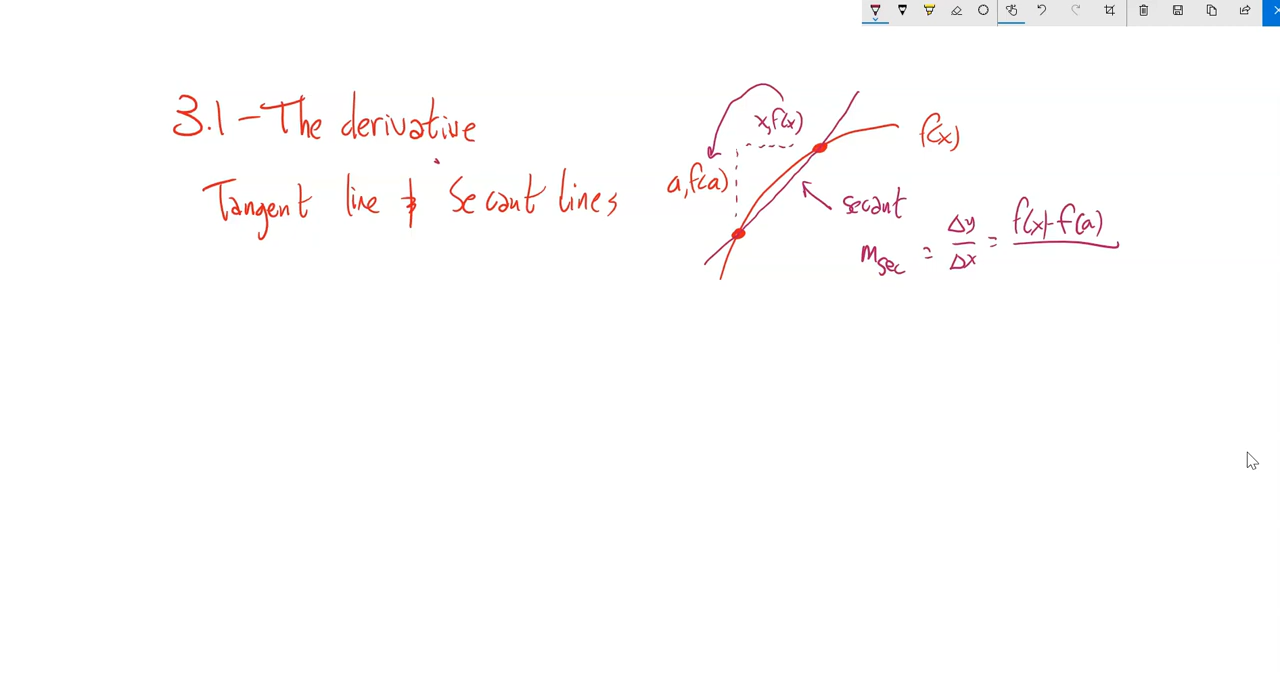 3.1 - The derivative
Tangent line & Secant lines
x, f(x)
f(x)
a, f(a)
secant
m_sec = Δy/Δx = f(x) - f(a)